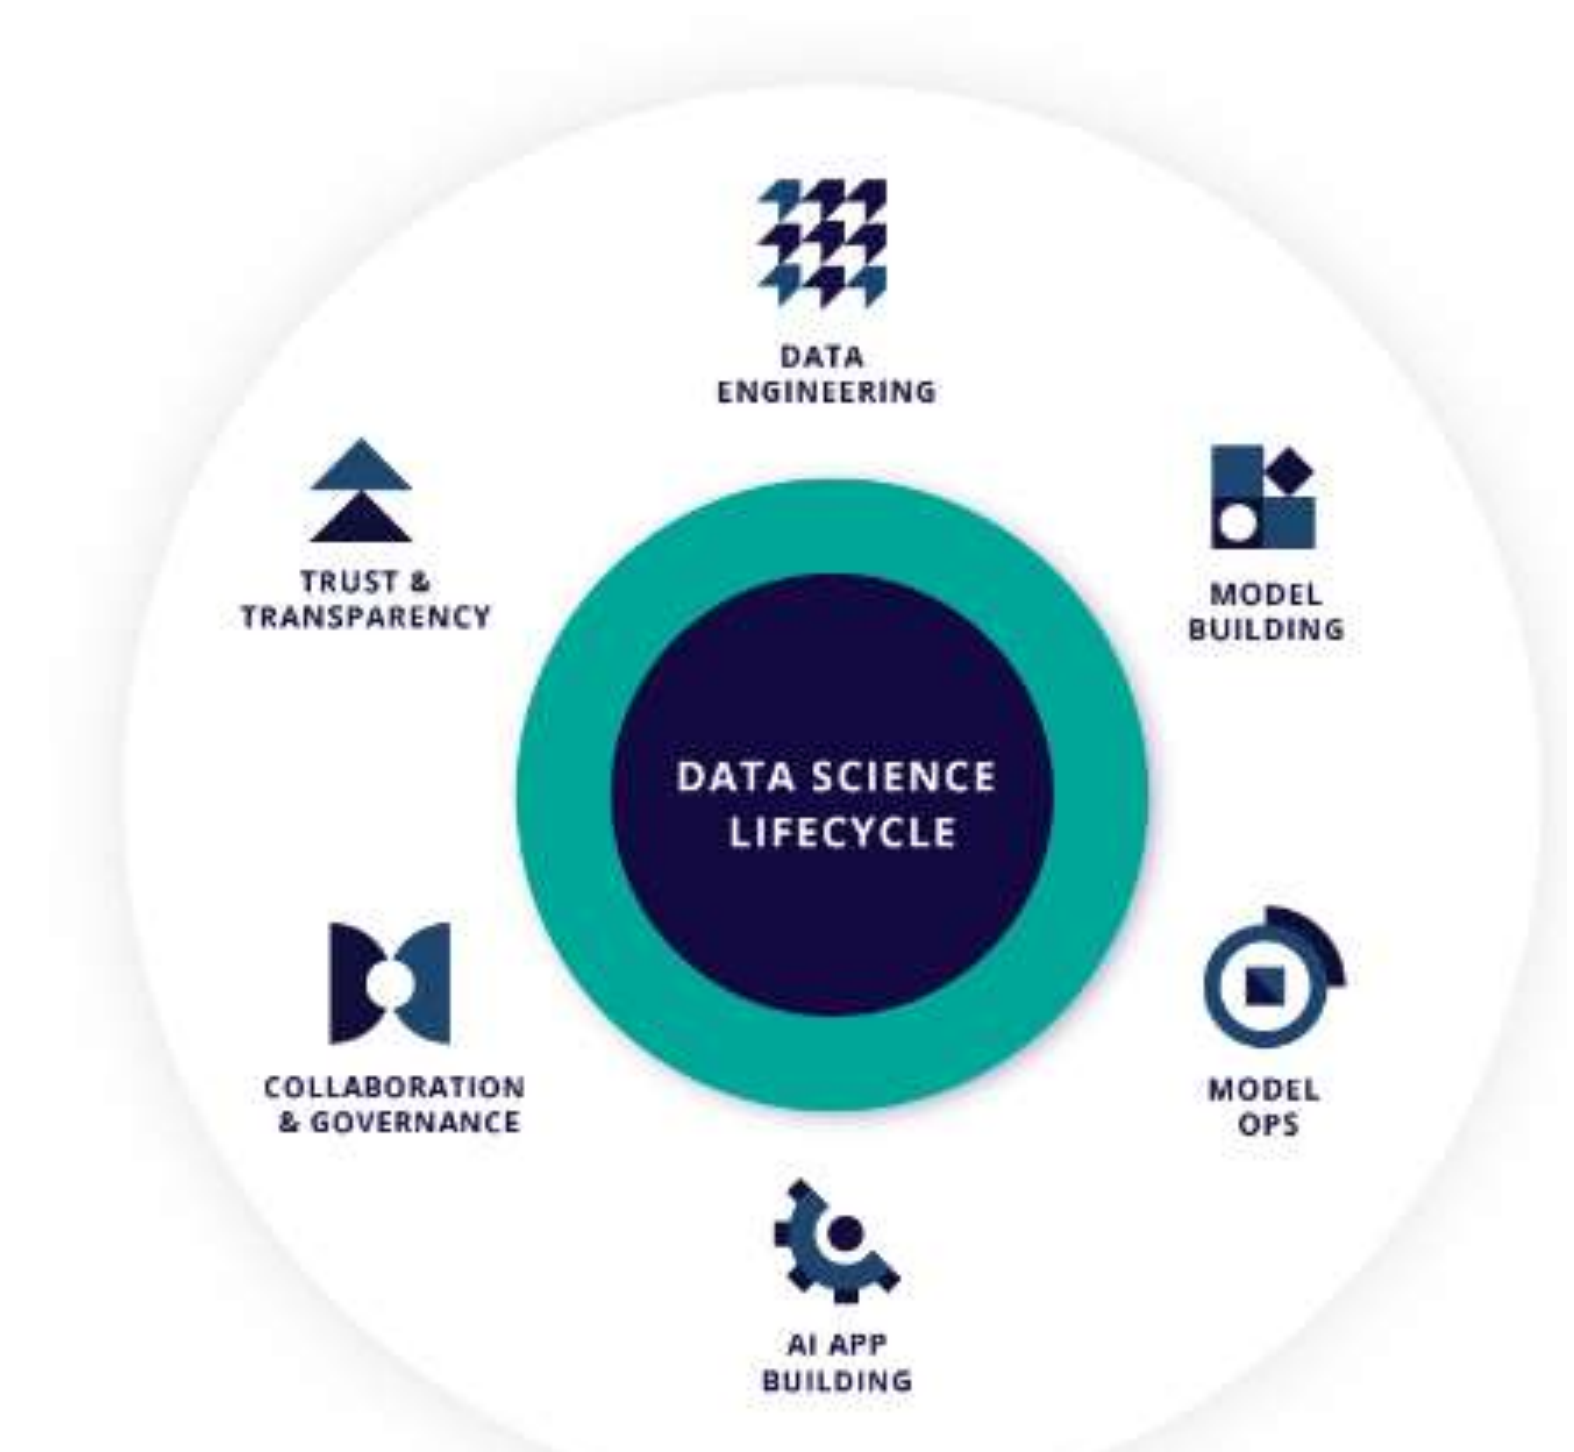 DATA
ENGINEERING
TRUST &
TRANSPARENCY
MODEL
BUILDING
DATA SCIENCE
LIFECYCLE
COLLABORATION
& GOVERNANCE
MODEL
OPS
AI APP
BUILDING